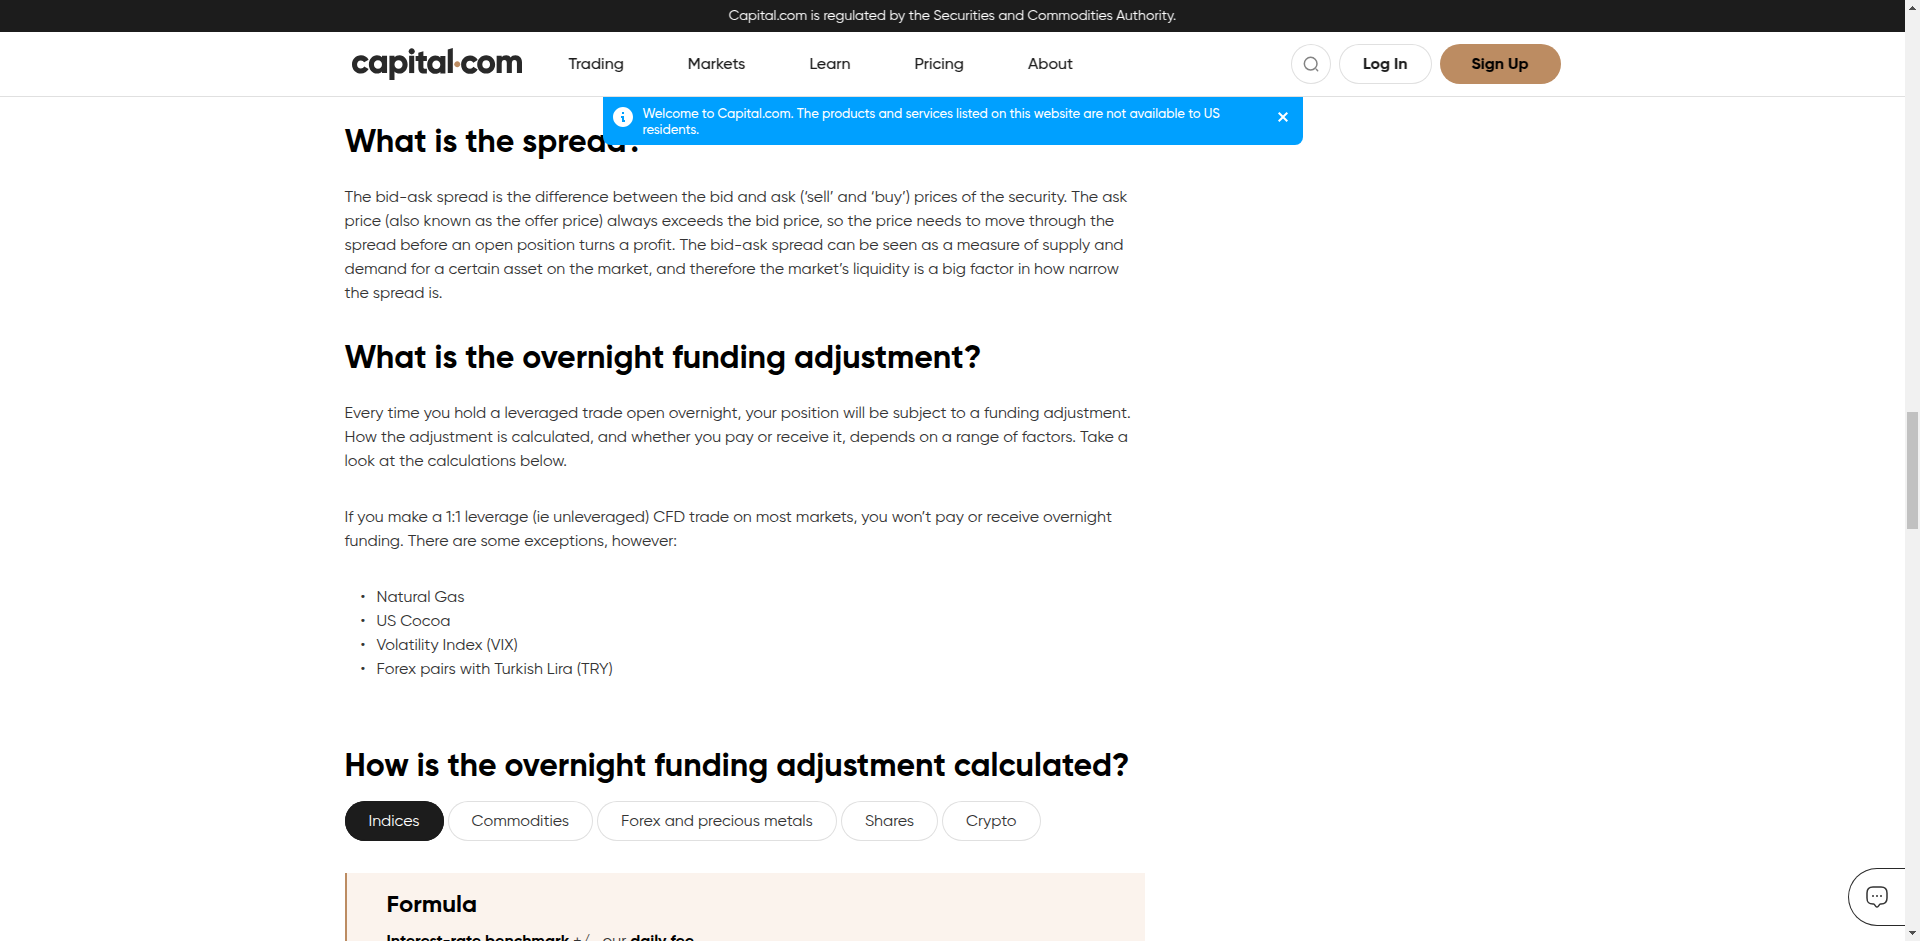 Capital.com is regulated by the Securities and Commodities Authority.
capital.com
Trading
Markets
Learn
Pricing
About
Log In
Sign Up
Welcome to Capital.com. The products and services listed on this website are not available to US
residents.
What is the spread?
The bid-ask spread is the difference between the bid and ask (‘sell’ and ‘buy’) prices of the security. The ask
price (also known as the offer price) always exceeds the bid price, so the price needs to move through the
spread before an open position turns a profit. The bid-ask spread can be seen as a measure of supply and
demand for a certain asset on the market, and therefore the market’s liquidity is a big factor in how narrow
the spread is.
What is the overnight funding adjustment?
Every time you hold a leveraged trade open overnight, your position will be subject to a funding adjustment.
How the adjustment is calculated, and whether you pay or receive it, depends on a range of factors. Take a
look at the calculations below.
If you make a 1:1 leverage (ie unleveraged) CFD trade on most markets, you won’t pay or receive overnight
funding. There are some exceptions, however:
• Natural Gas
• US Cocoa
• Volatility Index (VIX)
• Forex pairs with Turkish Lira (TRY)
How is the overnight funding adjustment calculated?
Indices
Commodities
Forex and precious metals
Shares
Crypto
Formula
Interest-rate benchmark +/- our daily fee